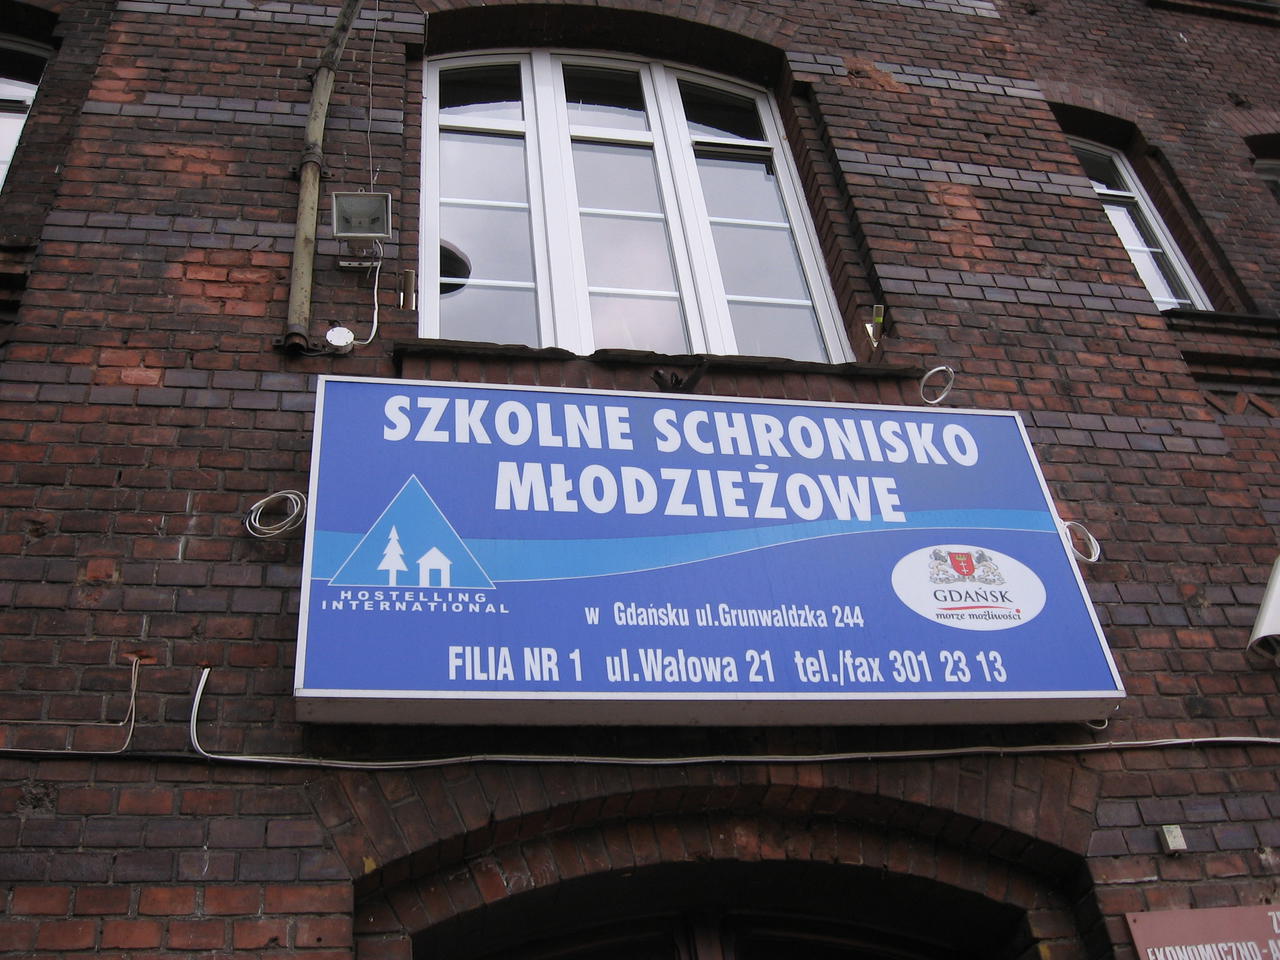 SZKOLNE SCHRONISKO
MŁODZIEŻOWE
HOSTELLING
INTERNATIONAL
GDAŃSK
morze możliwości
w Gdańsku ul.Grunwaldzka 244
FILIA NR 1 ul.Wałowa 21 tel./fax 301 23 13